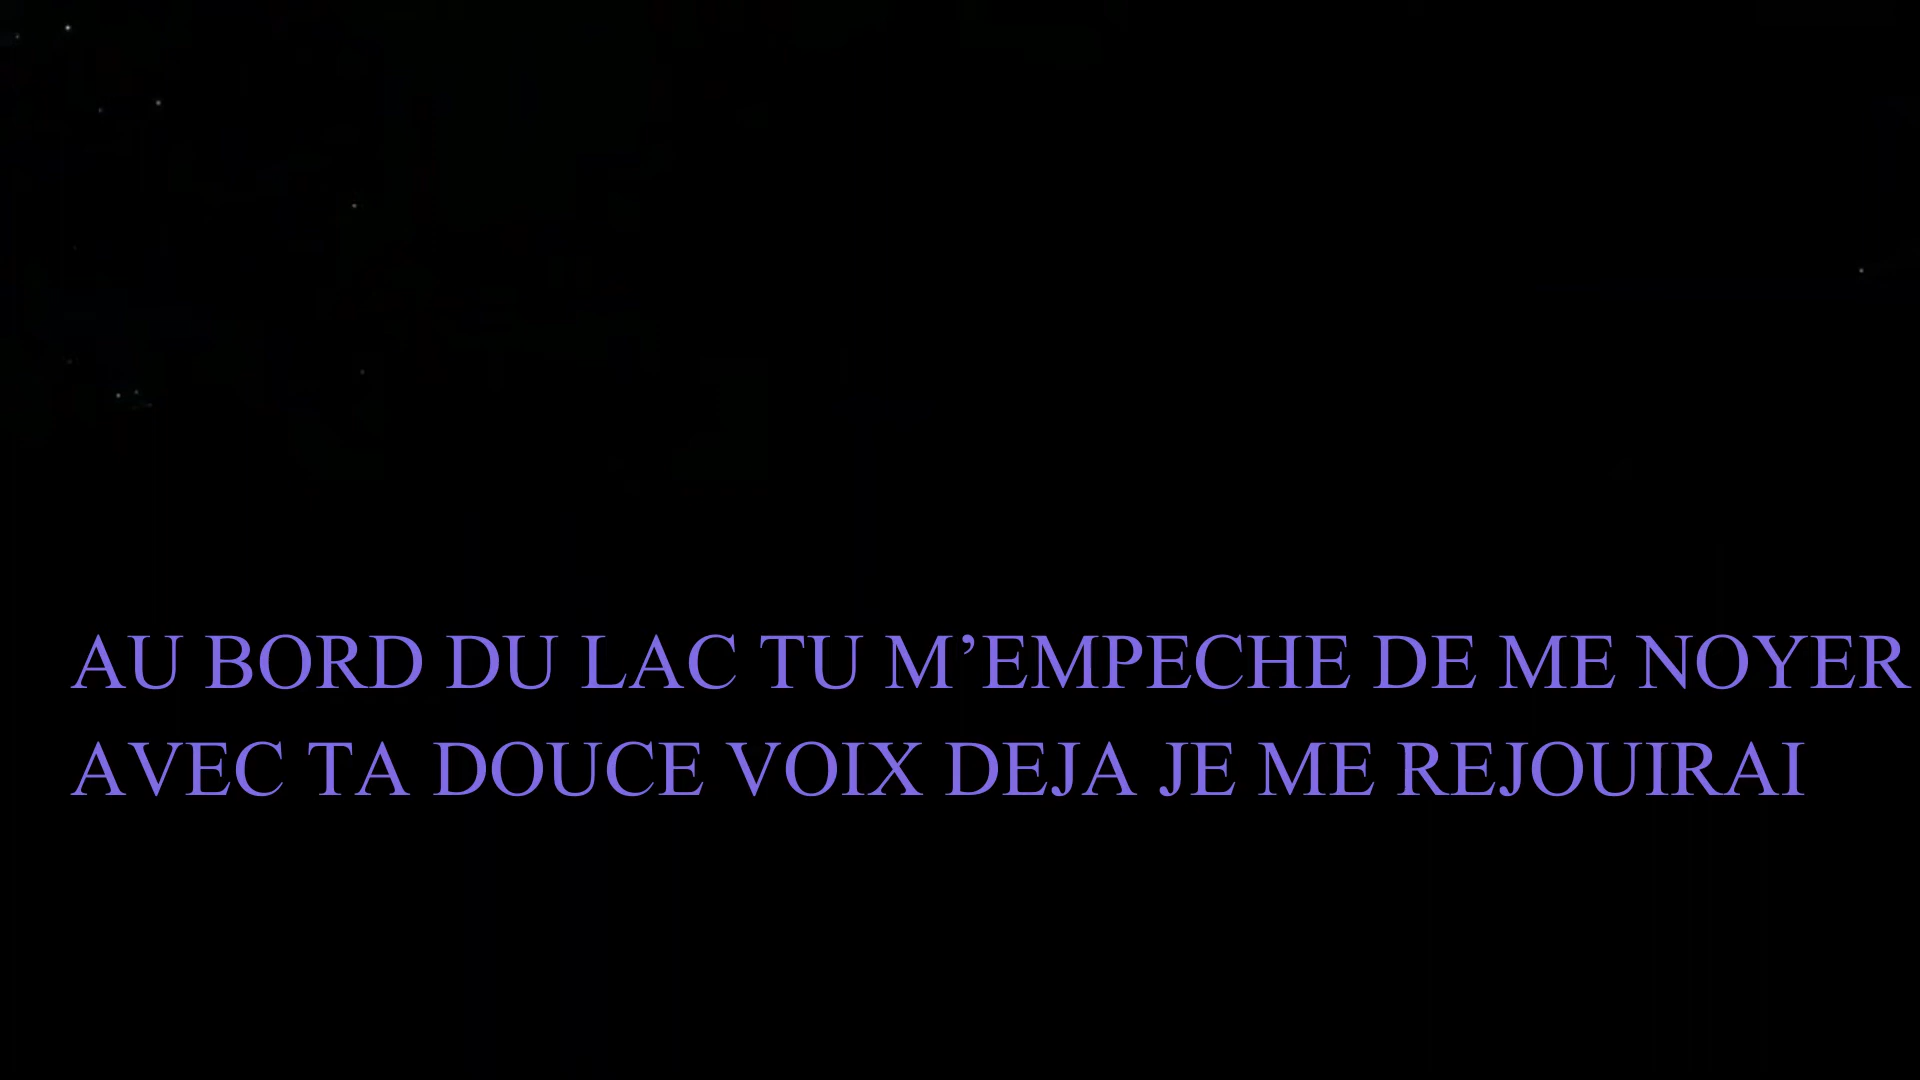 AU BORD DU LAC TU M’EMPECHE DE ME NOYER
AVEC TA DOUCE VOIX DEJA JE ME REJOUIRAI